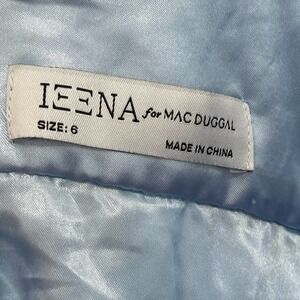 IEENA for MAC DUGGAL
SIZE: 6
MADE IN CHINA